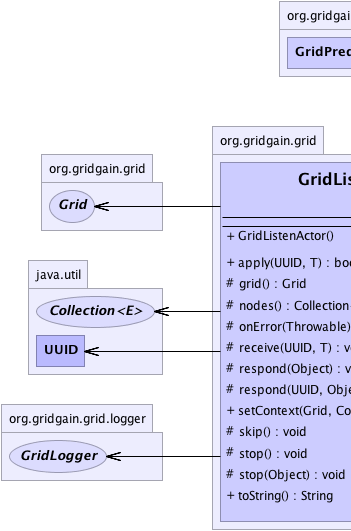 org.gridgain
GridPred
org.gridgain.grid
GridLis
org.gridgain.grid
Grid
+ GridListenActor()
+ apply(UUID, T) : boo
# grid() : Grid
# nodes() : Collection<
# onError(Throwable)
# receive(UUID, T) : vo
# respond(Object) : v
# respond(UUID, Obje
+ setContext(Grid, Co
# skip() : void
# stop() : void
# stop(Object) : void
+ toString() : String
java.util
Collection<E>
UUID
org.gridgain.grid.logger
GridLogger